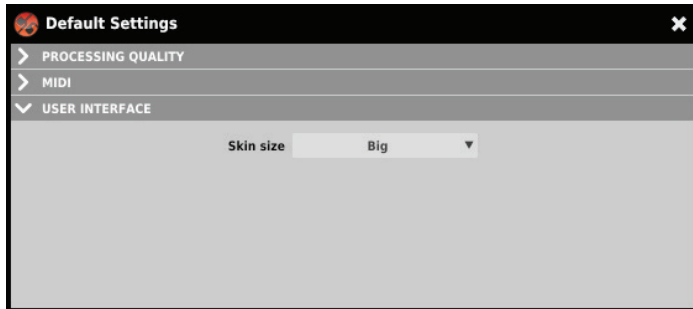 Default Settings
PROCESSING QUALITY
MIDI
USER INTERFACE
Skin size Big